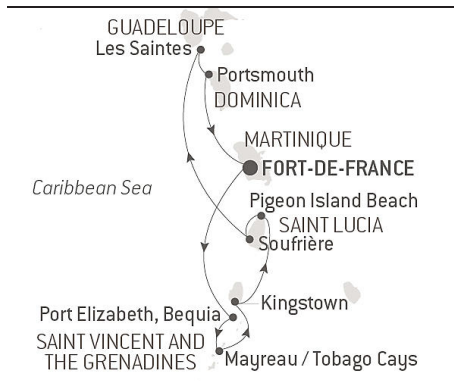 GUADELOUPE
Les Saintes
Portsmouth
DOMINICA
MARTINIQUE
FORT-DE-FRANCE
Caribbean Sea
Pigeon Island Beach
SAINT LUCIA
Soufrière
Kingstown
Port Elizabeth, Bequia
SAINT VINCENT AND
THE GRENADINES
Mayreau / Tobago Cays